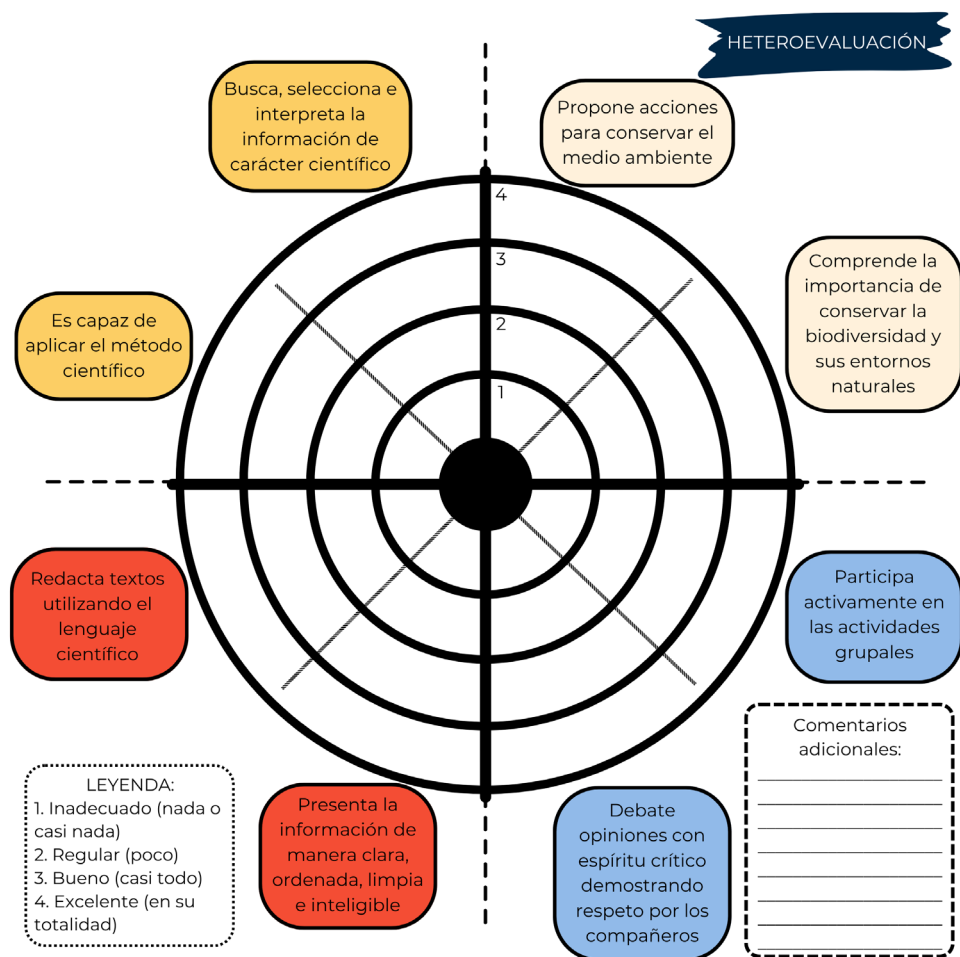 HETEROEVALUACIÓN
Busca, selecciona e
interpreta la
información de
carácter científico
Propone acciones
para conservar el
medio ambiente
4
3
2
1
Es capaz de
aplicar el método
científico
Comprende la
importancia de
conservar la
biodiversidad y
sus entornos
naturales
Redacta textos
utilizando el
lenguaje
científico
Participa
activamente en
las actividades
grupales
LEYENDA:
1. Inadecuado (nada o
casi nada)
2. Regular (poco)
3. Bueno (casi todo)
4. Excelente (en su
totalidad)
Presenta la
información de
manera clara,
ordenada, limpia
e inteligible
Debate
opiniones con
espíritu crítico
demostrando
respeto por los
compañeros
Comentarios
adicionales: